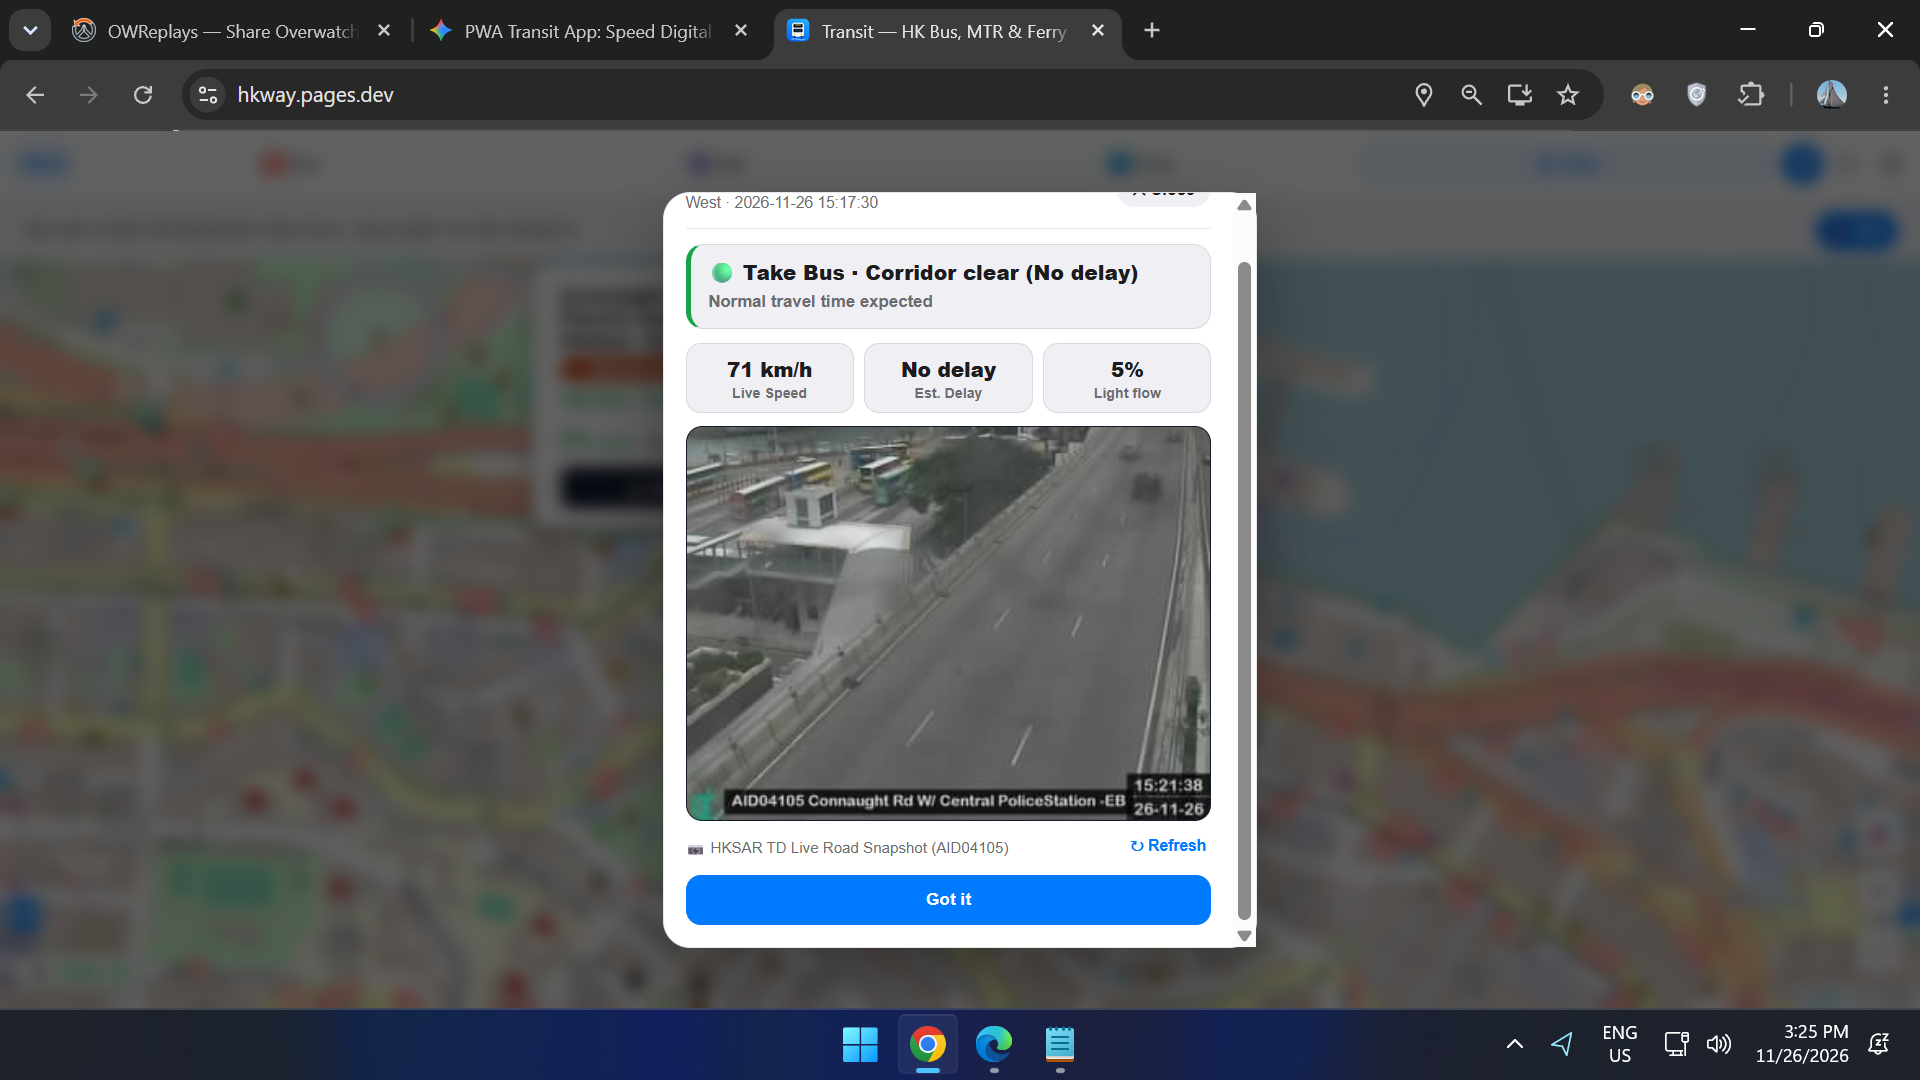 OWReplays — Share Overwatch
PWA Transit App: Speed Digital
Transit — HK Bus, MTR & Ferry
hkway.pages.dev
West · 2026-11-26 15:17:30
Take Bus · Corridor clear (No delay)
Normal travel time expected
71 km/h
Live Speed
No delay
Est. Delay
5%
Light flow
AID04105 Connaught Rd W/ Central PoliceStation -EB
15:21:38
26-11-26
HKSAR TD Live Road Snapshot (AID04105)
↻ Refresh
Got it
ENG
US
3:25 PM
11/26/2026